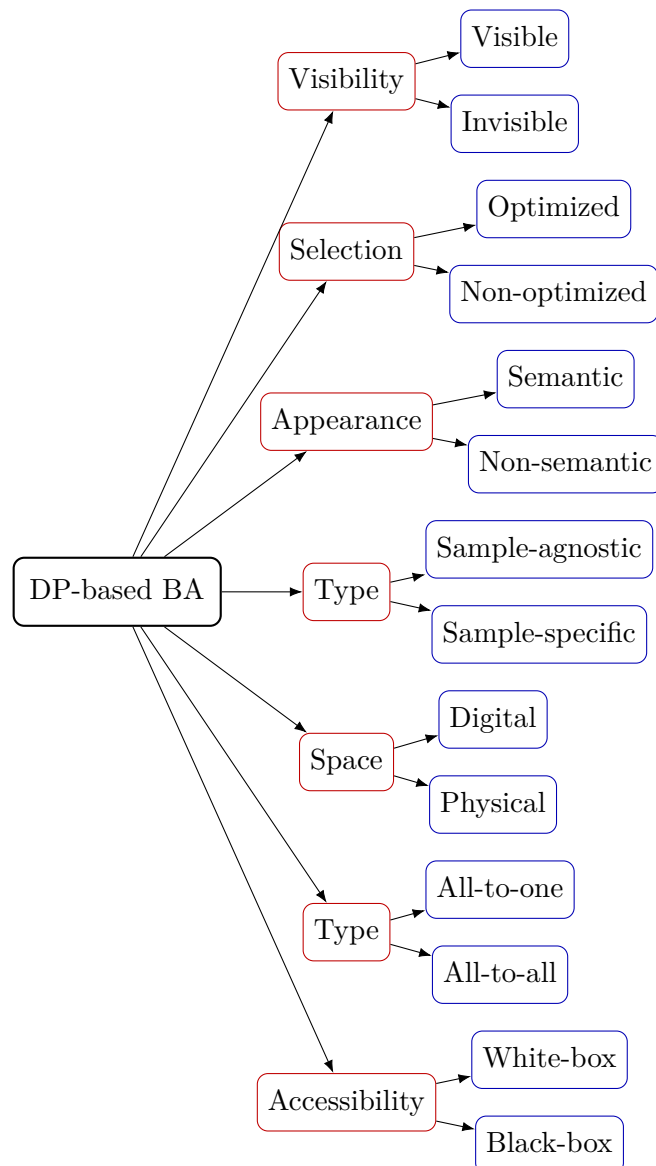 DP-based BA
Visibility
Visible
Invisible
Selection
Optimized
Non-optimized
Appearance
Semantic
Non-semantic
Type
Sample-agnostic
Sample-specific
Space
Digital
Physical
Type
All-to-one
All-to-all
Accessibility
White-box
Black-box